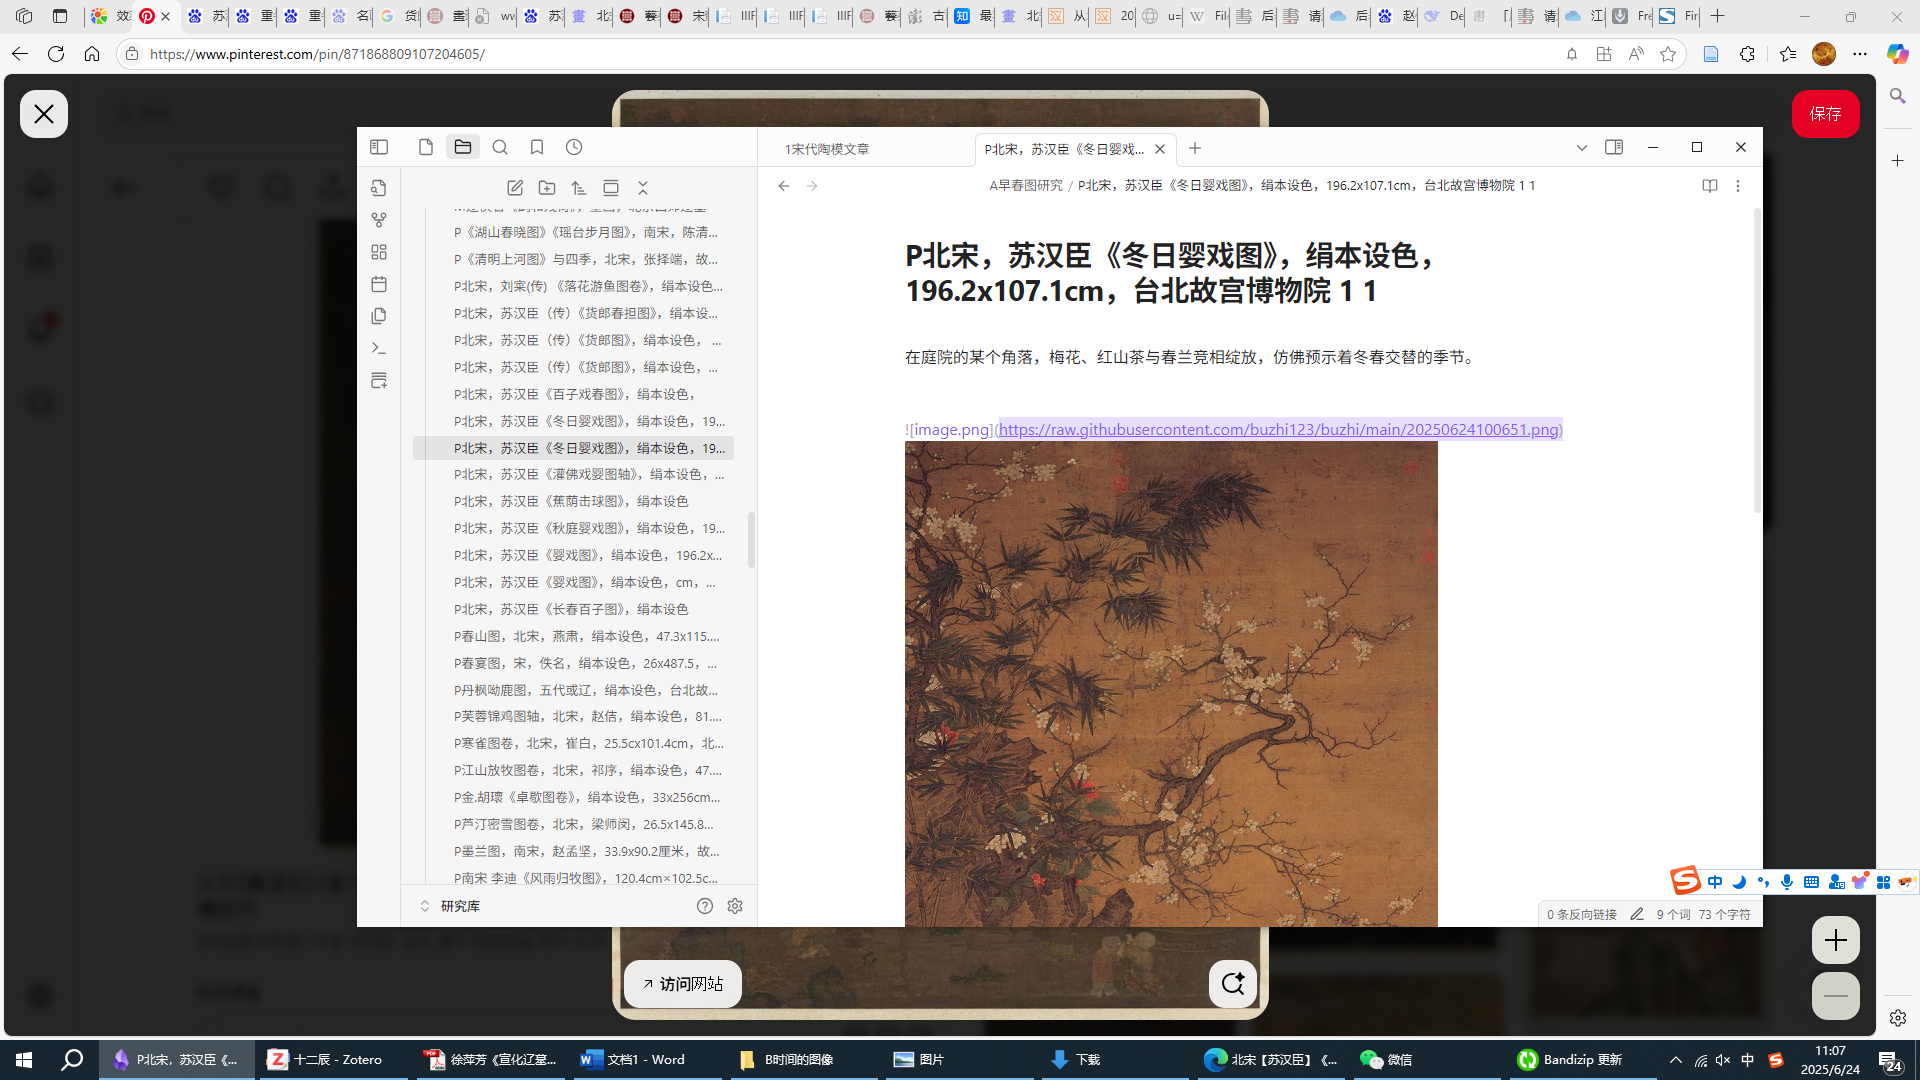 https://www.pinterest.com/pin/871868809107204605/
保存
1宋代陶模文章
P北宋，苏汉臣《冬日婴戏...
A早春图研究 / P北宋，苏汉臣《冬日婴戏图》，绢本设色，196.2x107.1cm，台北故宫博物院 1 1
P《湖山春晓图》《瑶台步月图》，南宋，陈清...
P《清明上河图》与四季，北宋，张择端，故...
P北宋，刘寀(传) 《落花游鱼图卷》，绢本设色...
P北宋，苏汉臣（传）《货郎春担图》，绢本设...
P北宋，苏汉臣（传）《货郎图》，绢本设色， ...
P北宋，苏汉臣（传）《货郎图》，绢本设色，...
P北宋，苏汉臣《百子戏春图》，绢本设色，
P北宋，苏汉臣《冬日婴戏图》，绢本设色，19...
P北宋，苏汉臣《冬日婴戏图》，绢本设色，19...
P北宋，苏汉臣《灌佛戏婴图轴》，绢本设色，...
P北宋，苏汉臣《蕉荫击球图》，绢本设色
P北宋，苏汉臣《秋庭婴戏图》，绢本设色，19...
P北宋，苏汉臣《婴戏图》，绢本设色，196.2x...
P北宋，苏汉臣《婴戏图》，绢本设色，cm，...
P北宋，苏汉臣《长春百子图》，绢本设色
P春山图，北宋，燕肃，绢本设色，47.3x115....
P春宴图，宋，佚名，绢本设色，26x487.5，...
P丹枫呦鹿图，五代或辽，绢本设色，台北故...
P芙蓉锦鸡图轴，北宋，赵佶，绢本设色，81....
P寒雀图卷，北宋，崔白，25.5cx101.4cm，北...
P江山放牧图卷，北宋，祁序，绢本设色，47....
P金.胡瓌《卓歇图卷》，绢本设色，33x256cm...
P芦汀密雪图卷，北宋，梁师闵，26.5x145.8...
P墨兰图，南宋，赵孟坚，33.9x90.2厘米，故...
P南宋 李迪《风雨归牧图》，120.4cm×102.5c...
研究库
P北宋，苏汉臣《冬日婴戏图》，绢本设色，
196.2x107.1cm，台北故宫博物院 1 1
在庭院的某个角落，梅花、红山茶与春兰竞相绽放，仿佛预示着冬春交替的季节。
![image.png](https://raw.githubusercontent.com/buzhi123/buzhi/main/20250624100651.png)
中
0 条反向链接 9 个词 73 个字符
访问网站
P北宋，苏汉臣《...
十二辰 - Zotero
徐苹芳《宣化辽墓...
文档1 - Word
B时间的图像
图片
下载
北宋【苏汉臣】《...
微信
Bandizip 更新
中
11:07
2025/6/24
24